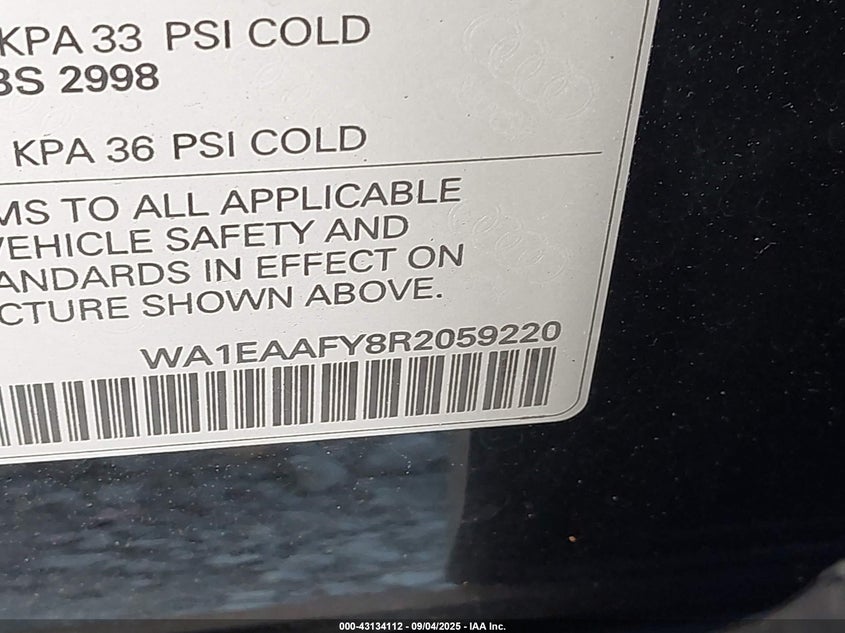 KPA 33 PSI COLD
BS 2998
KPA 36 PSI COLD
MS TO ALL APPLICABLE
VEHICLE SAFETY AND
ANDARDS IN EFFECT ON
CTURE SHOWN ABOVE.
WA1EAAFY8R2059220
000-43134112 - 09/04/2025 - IAA Inc.